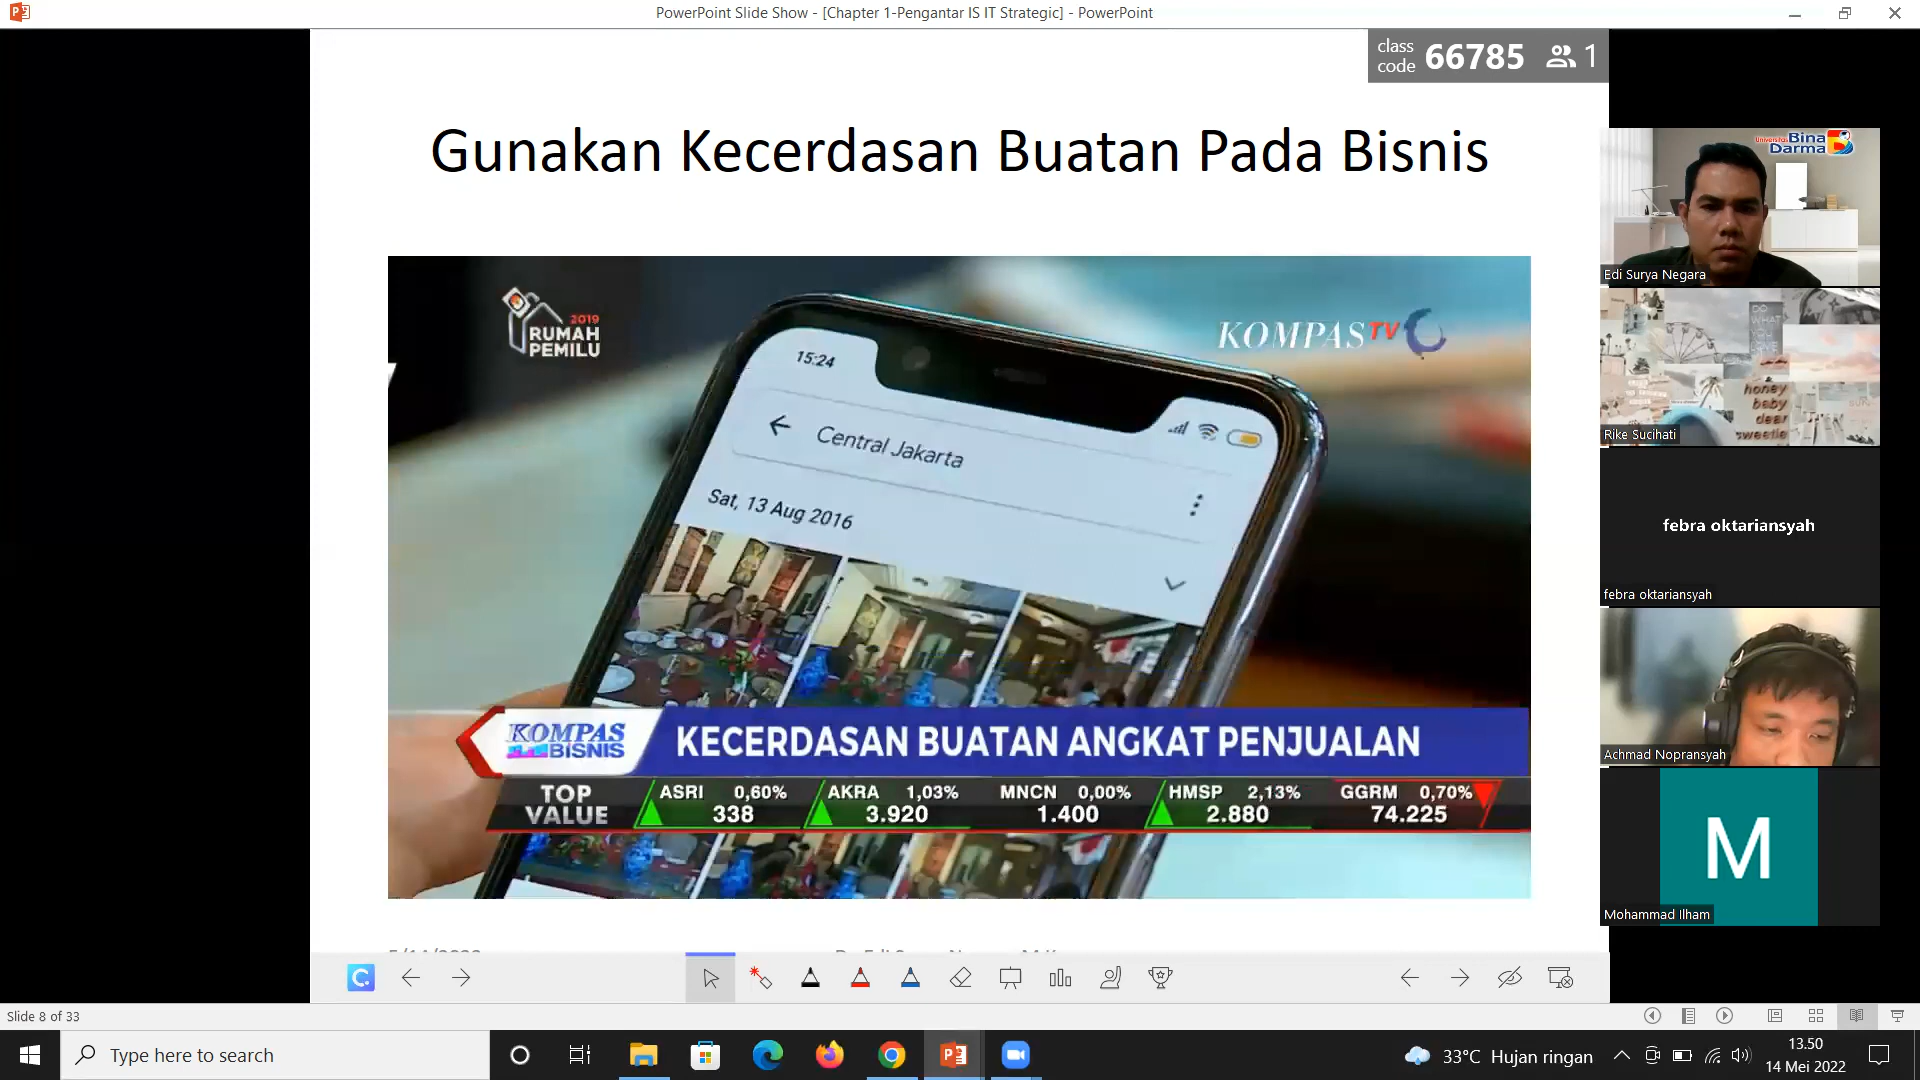 PowerPoint Slide Show - [Chapter 1-Pengantar IS IT Strategic] - PowerPoint
class code 66785 1
Gunakan Kecerdasan Buatan Pada Bisnis
2019
RUMAH
PEMILU
KOMPAS TV
15:24
Central Jakarta
Sat, 13 Aug 2016
KOMPAS
BISNIS
KECERDASAN BUATAN ANGKAT PENJUALAN
TOP VALUE
ASRI 0,60%
338
AKRA 1,03%
3.920
MNCN 0,00%
1.400
HMSP 2,13%
2.880
GGRM 0,70%
74.225
Universitas Bina
Darma
Edi Surya Negara
DO
WHAT
YOU
LOVE
honey
baby
dear
sweetie
Rike Sucihati
febra oktariansyah
febra oktariansyah
Achmad Nopransyah
M
Mohammad Ilham
Slide 8 of 33
Type here to search
33°C Hujan ringan
13.50
14 Mei 2022